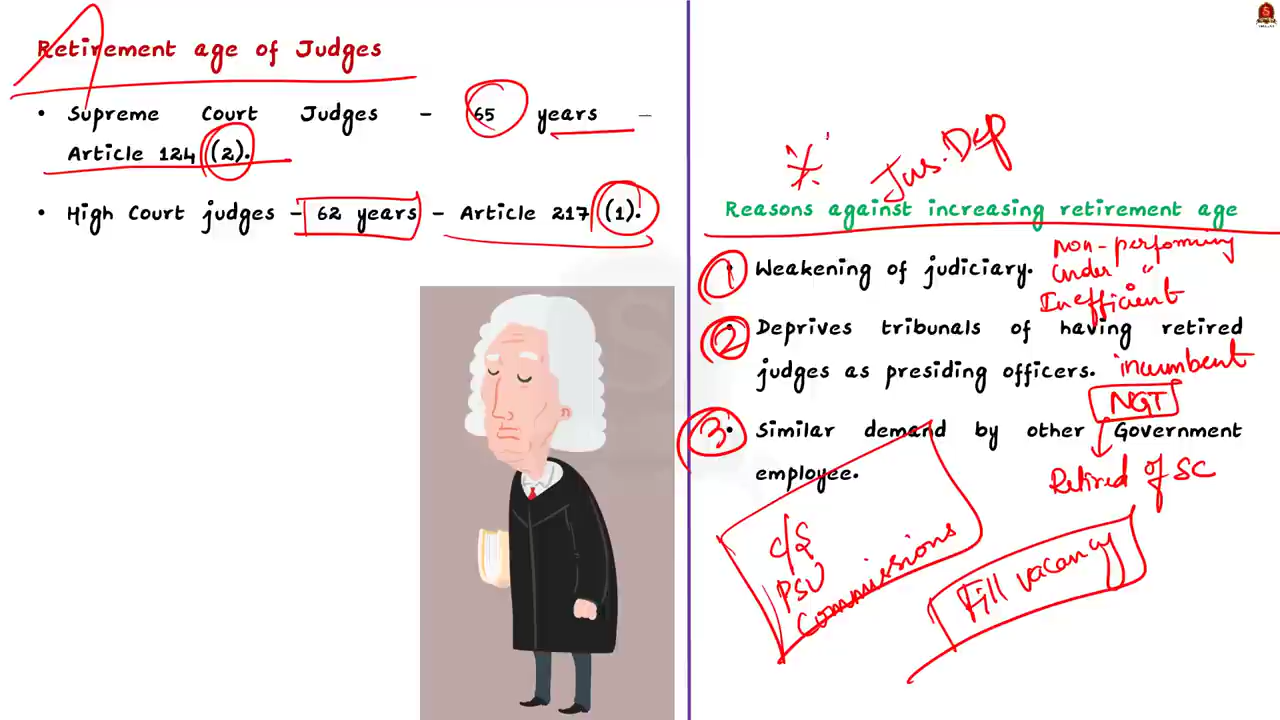 Retirement age of Judges
• Supreme Court Judges - 65 years -
Article 124 (2).
• High Court judges - 62 years - Article 217 (1).
Jus. Dep
Reasons against increasing retirement age
1
• Weakening of judiciary.
non-performing
under "
Inefficient
2
• Deprives tribunals of having retired
judges as presiding officers.
incumbent
NGT
3
• Similar demand by other Government
employee.
Retired of SC
C/S
PSU
Commissions
Fill vacancy